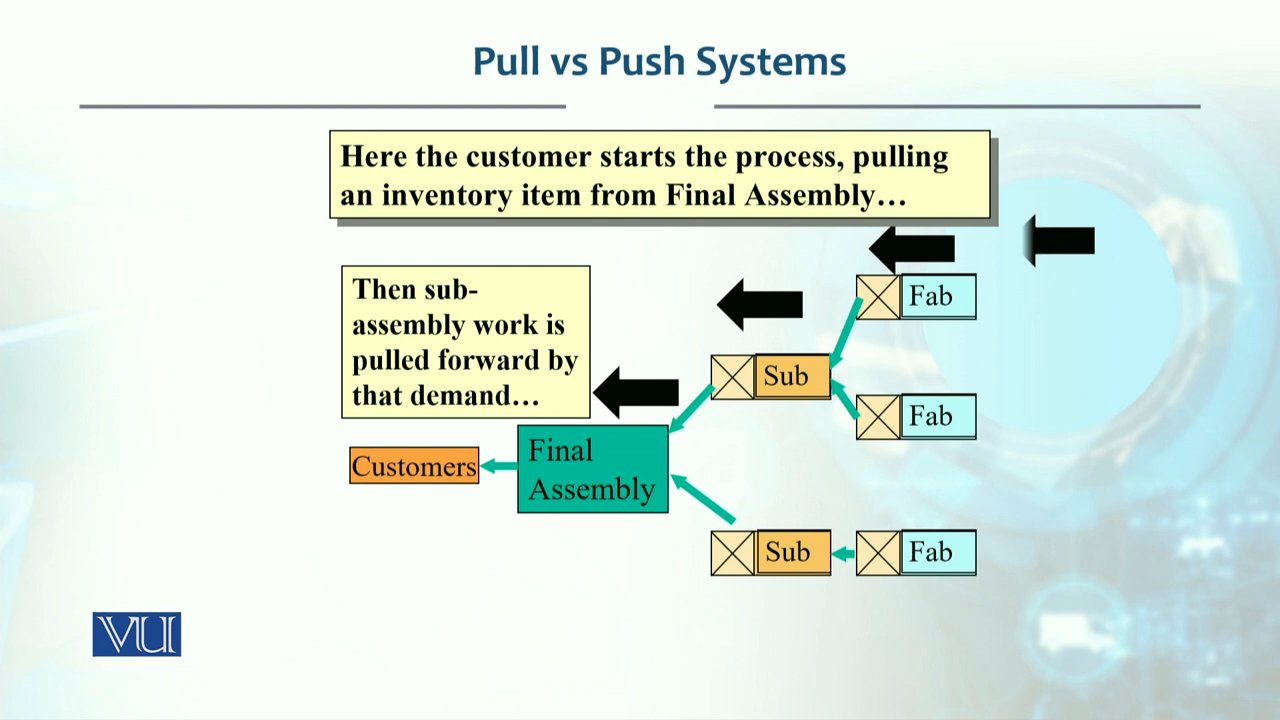 Pull vs Push Systems
Here the customer starts the process, pulling
an inventory item from Final Assembly…
Then sub-
assembly work is
pulled forward by
that demand…
Fab
Sub
Fab
Customers
Final
Assembly
Sub
Fab
VU